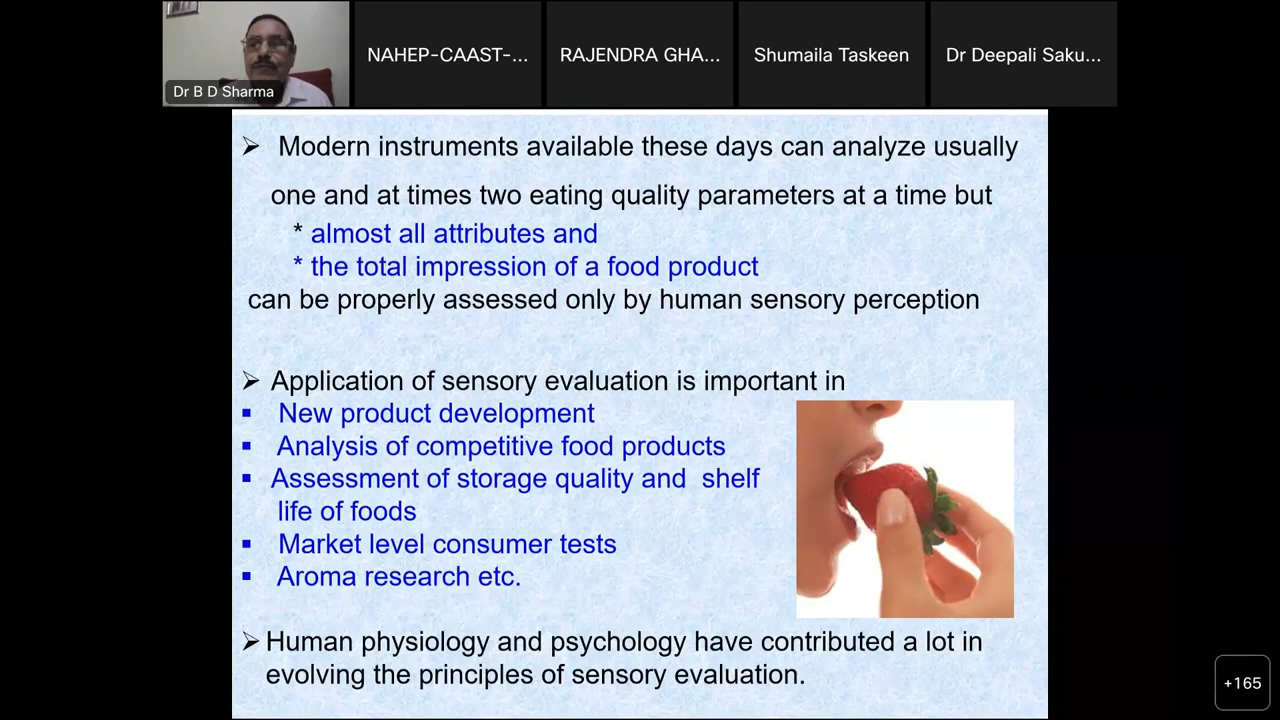 Dr B D Sharma
NAHEP-CAAST-...
RAJENDRA GHA...
Shumaila Taskeen
Dr Deepali Saku...
➢ Modern instruments available these days can analyze usually
one and at times two eating quality parameters at a time but
* almost all attributes and
* the total impression of a food product
can be properly assessed only by human sensory perception
➢ Application of sensory evaluation is important in
▪ New product development
▪ Analysis of competitive food products
▪ Assessment of storage quality and shelf
life of foods
▪ Market level consumer tests
▪ Aroma research etc.
➢ Human physiology and psychology have contributed a lot in
evolving the principles of sensory evaluation.
+165